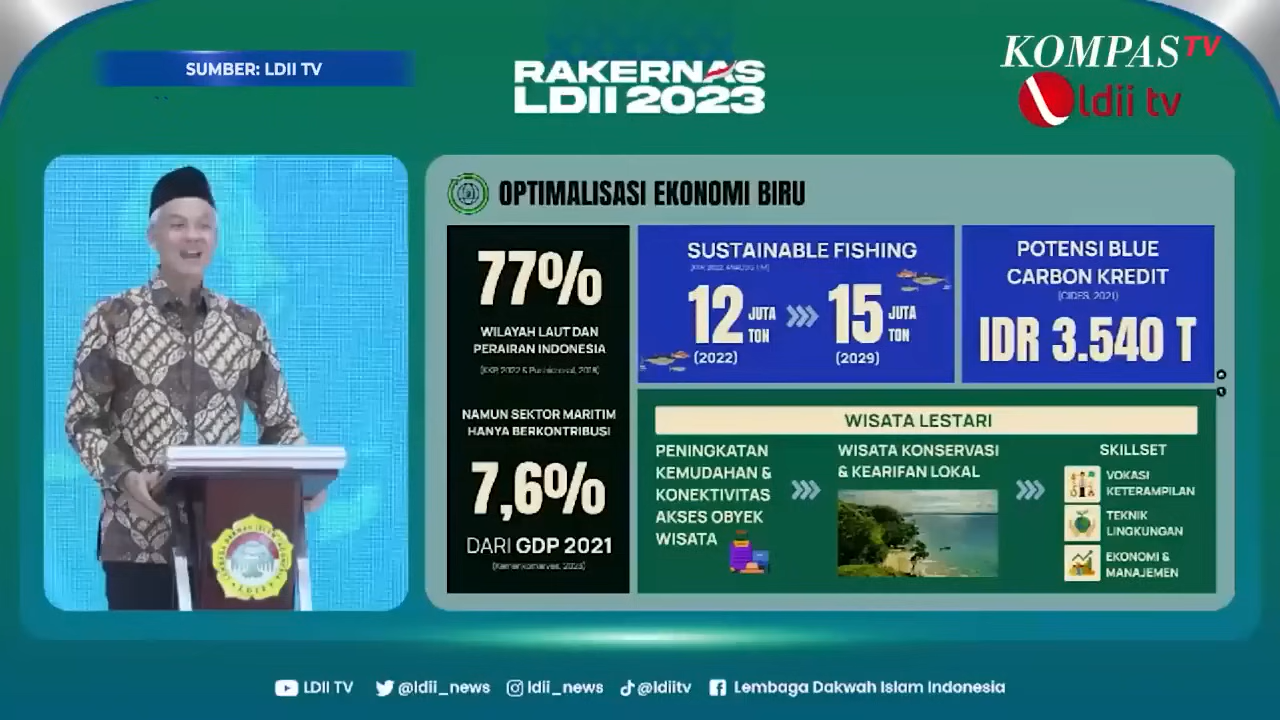 SUMBER: LDII TV
RAKERNAS
LDII 2023
KOMPAS TV
ldii tv
OPTIMALISASI EKONOMI BIRU
77%
WILAYAH LAUT DAN
PERAIRAN INDONESIA
NAMUN SEKTOR MARITIM
HANYA BERKONTRIBUSI
7,6%
DARI GDP 2021
SUSTAINABLE FISHING
12 JUTA
TON
(2022)
15 JUTA
TON
(2029)
POTENSI BLUE
CARBON KREDIT
(CIDES, 2021)
IDR 3.540 T
WISATA LESTARI
PENINGKATAN
KEMUDAHAN &
KONEKTIVITAS
AKSES OBYEK
WISATA
WISATA KONSERVASI
& KEARIFAN LOKAL
SKILLSET
VOKASI
KETERAMPILAN
TEKNIK
LINGKUNGAN
EKONOMI &
MANAJEMEN
LDII TV @ldii_news ldii_news @ldiitv Lembaga Dakwah Islam Indonesia